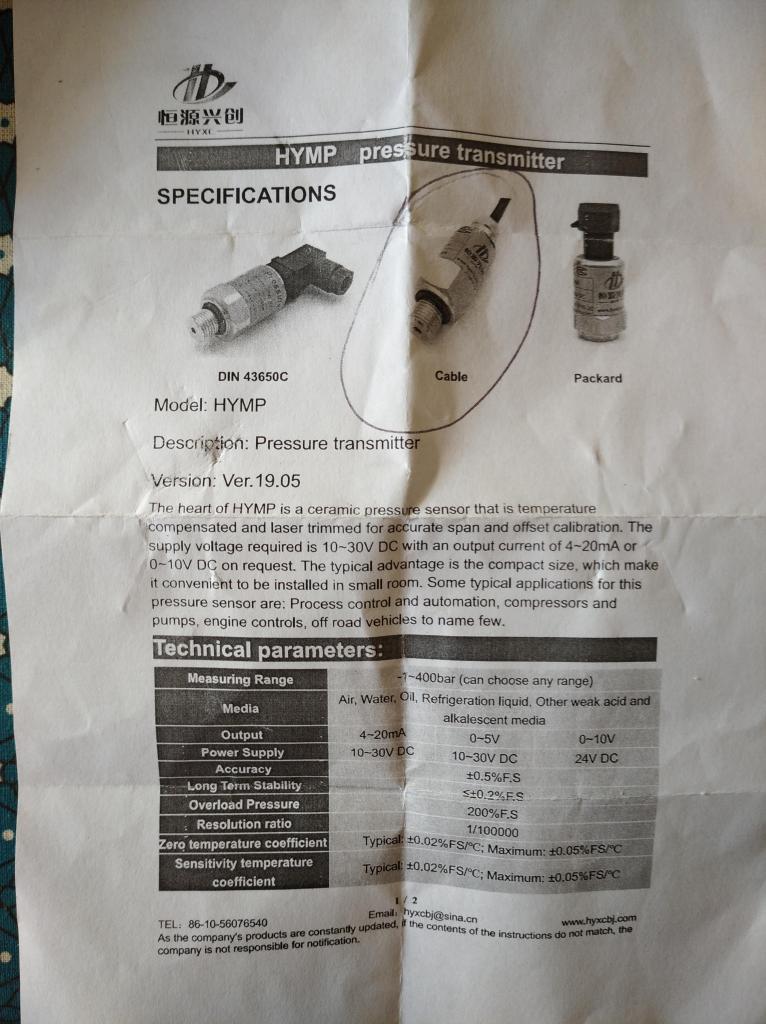 恒源兴创
HYXC
HYMP pressure transmitter
SPECIFICATIONS
DIN 43650C
Cable
Packard
Model: HYMP
Description: Pressure transmitter
Version: Ver.19.05
The heart of HYMP is a ceramic pressure sensor that is temperature
compensated and laser trimmed for accurate span and offset calibration. The
supply voltage required is 10~30V DC with an output current of 4~20mA or
0~10V DC on request. The typical advantage is the compact size, which make
it convenient to be installed in small room. Some typical applications for this
pressure sensor are: Process control and automation, compressors and
pumps, engine controls, off road vehicles to name few.
Technical parameters:
Measuring Range -1~400bar (can choose any range)
Media Air, Water, Oil, Refrigeration liquid, Other weak acid and
alkalescent media
Output 4~20mA 0~5V 0~10V
Power Supply 10~30V DC 10~30V DC 24V DC
Accuracy ±0.5%F.S
Long Term Stability ≤±0.2%F.S
Overload Pressure 200%F.S
Resolution ratio 1/100000
Zero temperature coefficient Typical: ±0.02%FS/℃; Maximum: ±0.05%FS/℃
Sensitivity temperature
coefficient Typical: ±0.02%FS/℃; Maximum: ±0.05%FS/℃
1 / 2
TEL: 86-10-56076540 Email: hyxcbj@sina.cn www.hyxcbj.com
As the company's products are constantly updated, if the contents of the instructions do not match, the
company is not responsible for notification.